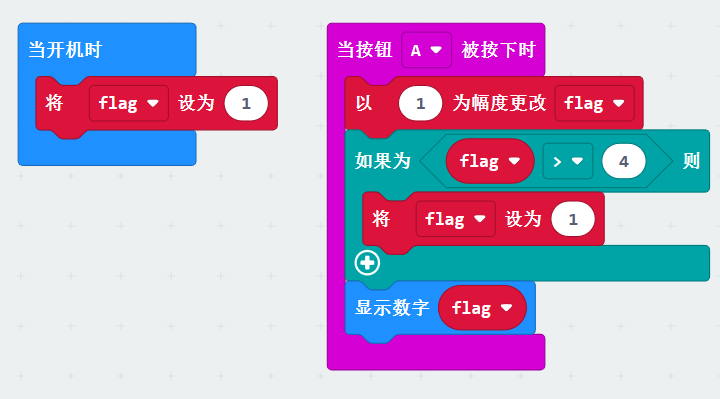 当开机时
将 flag 设为 1
当按钮 A 被按下时
以 1 为幅度更改 flag
如果为 flag > 4 则
将 flag 设为 1
显示数字 flag